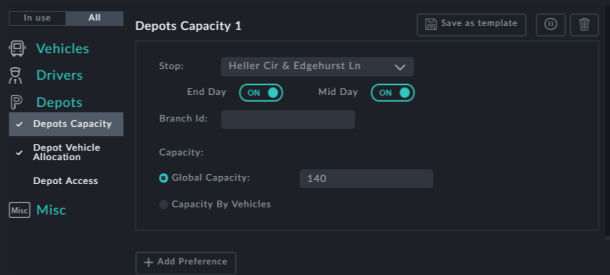 In use
All
Vehicles
Drivers
Depots
Depots Capacity
Depot Vehicle
Allocation
Depot Access
Misc Misc
Depots Capacity 1
Save as template
Stop: Heller Cir & Edgehurst Ln
End Day ON Mid Day ON
Branch Id:
Capacity:
Global Capacity: 140
Capacity By Vehicles
+ Add Preference